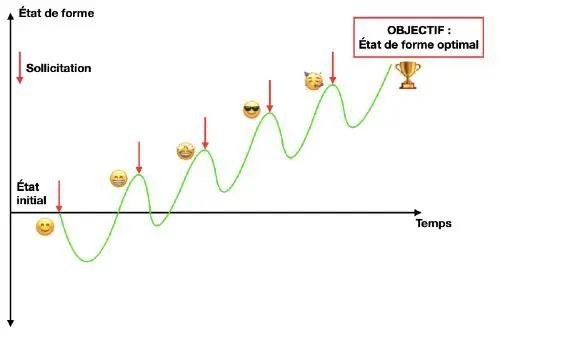 État de forme
OBJECTIF :
État de forme optimal
Sollicitation
État
initial
Temps